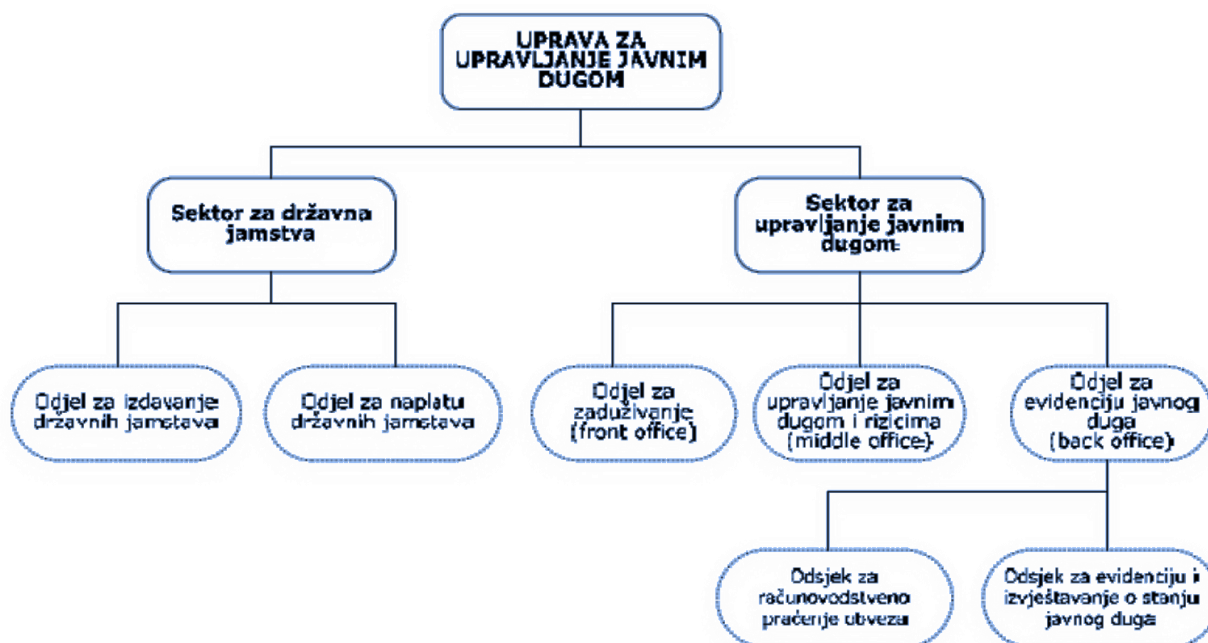 UPRAVA ZA
UPRAVLJANJE JAVNIM
DUGOM
Sektor za državna
jamstva
Sektor za
upravljanje javnim
dugom
Odjel za izdavanje
državnih jamstava
Odjel za naplatu
državnih jamstava
Odjel za
zaduživanje
(front office)
Odjel za
upravljanje javnim
dugom i rizicima
(middle office)
Odjel za
evidenciju javnog
duga
(back office)
Odsjek za
računovodstveno
praćenje obveza
Odsjek za evidenciju i
izvještavanje o stanju
javnog duga